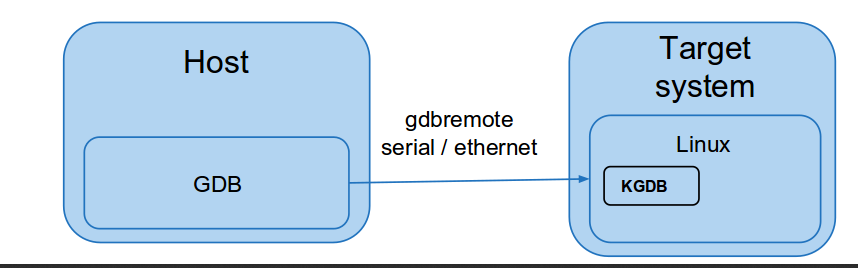 Host
GDB
gdbremote
serial / ethernet
Target
system
Linux
KGDB